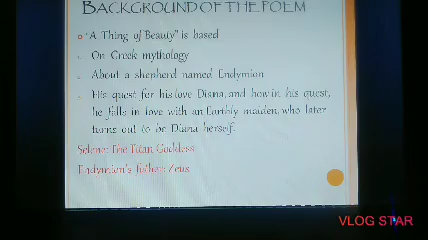 BACKGROUND OF THE POEM
"A Thing of Beauty" is based
On Greek mythology
About a shepherd named Endymion
His quest for his love Diana, and how in his quest,
he falls in love with an Earthly maiden, who later
turns out to be Diana herself.
Selene: The Titan Goddess
Endymion's father: Zeus
VLOG STAR